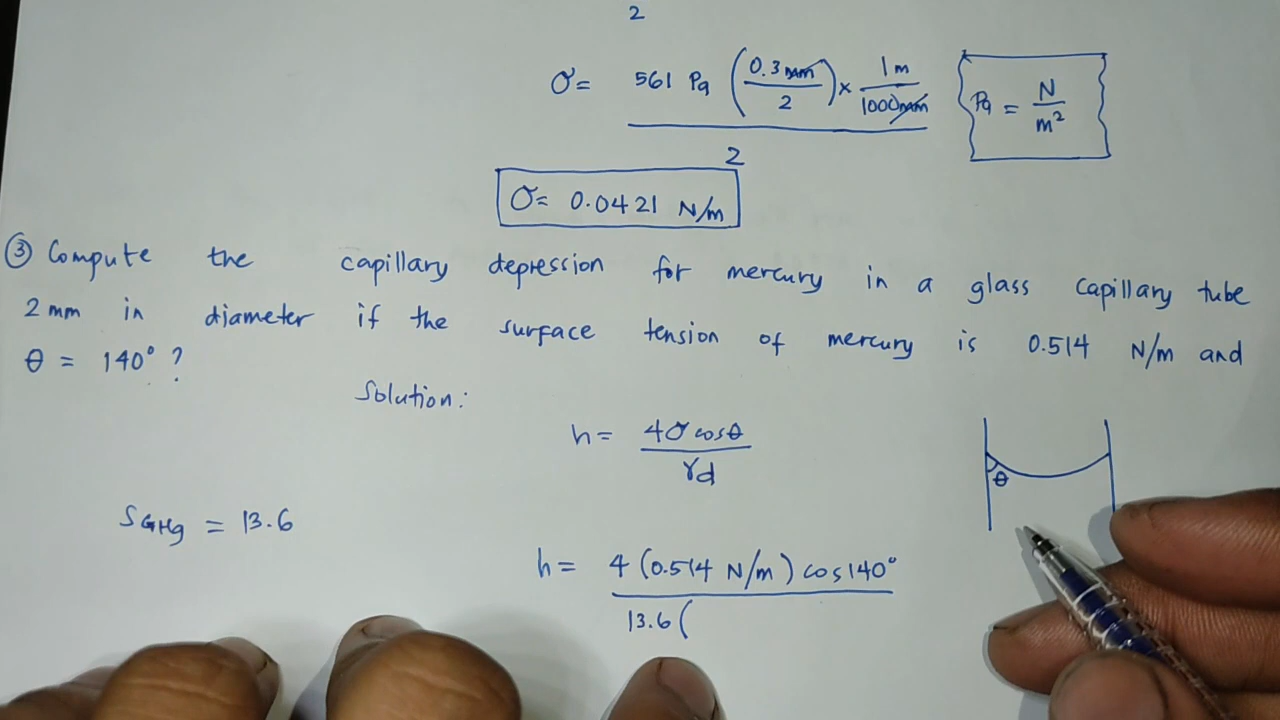 2
σ = 561 Pa (0.3 mm / 2) × 1 m / 1000 mm
2
Pa = N / m²
σ = 0.0421 N/m
③ Compute the capillary depression for mercury in a glass capillary tube
2 mm in diameter if the surface tension of mercury is 0.514 N/m and
θ = 140° ?
Solution:
h = 4σ cosθ / γd
θ
SGHg = 13.6
h = 4 (0.514 N/m) cos 140°
13.6 (